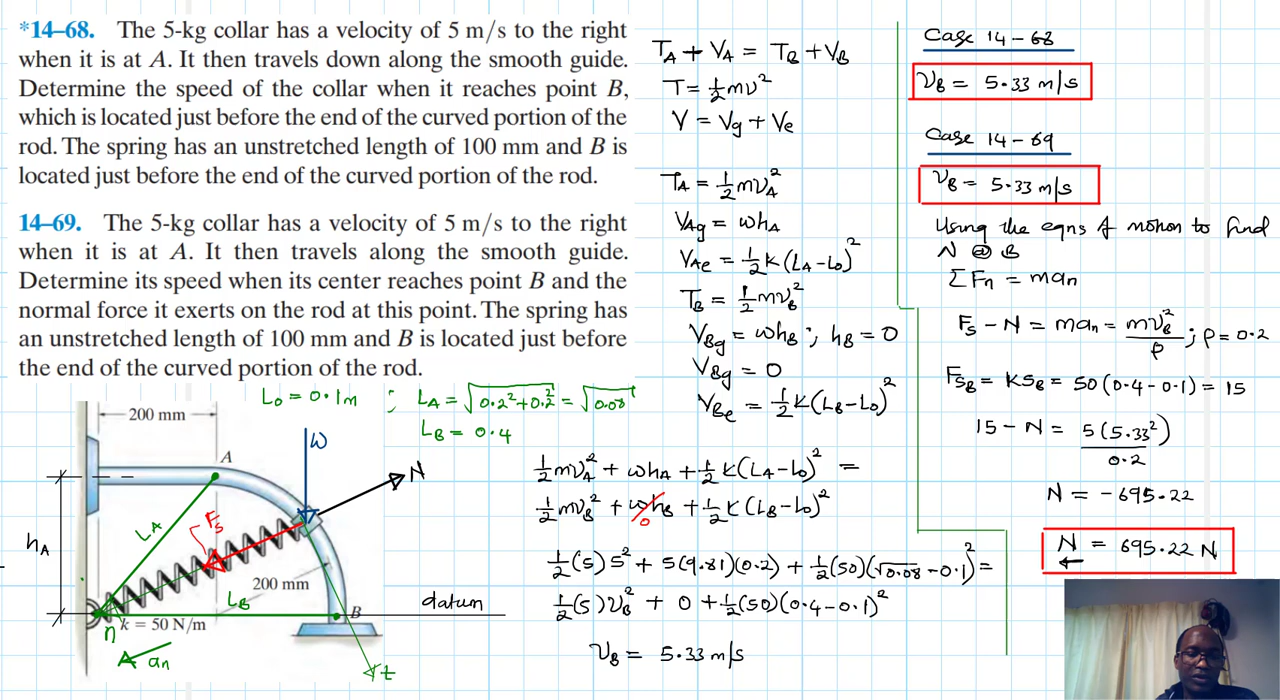 *14–68. The 5-kg collar has a velocity of 5 m/s to the right
when it is at A. It then travels down along the smooth guide.
Determine the speed of the collar when it reaches point B,
which is located just before the end of the curved portion of the
rod. The spring has an unstretched length of 100 mm and B is
located just before the end of the curved portion of the rod.
14–69. The 5-kg collar has a velocity of 5 m/s to the right
when it is at A. It then travels along the smooth guide.
Determine its speed when its center reaches point B and the
normal force it exerts on the rod at this point. The spring has
an unstretched length of 100 mm and B is located just before
the end of the curved portion of the rod.
L₀ = 0.1m ; L_A = √(0.2² + 0.2²) = √0.08
L_B = 0.4
200 mm
A
W
N
h_A
L_A
F_s
200 mm
L_B
B
datum
k = 50 N/m
n
a_n
t
T_A + V_A = T_B + V_B
T = ½mv²
V = V_g + V_e
T_A = ½mv_A²
V_Ag = wh_A
V_Ae = ½k(L_A – L₀)²
T_B = ½mv_B²
V_Bg = wh_B ; h_B = 0
V_Bg = 0
V_Be = ½k(L_B – L₀)²
½mv_A² + wh_A + ½k(L_A – L₀)² =
½mv_B² + wh_B + ½k(L_B – L₀)²
0
½(5)5² + 5(9.81)(0.2) + ½(50)(√0.08 – 0.1)² =
½(5)v_B² + 0 + ½(50)(0.4 – 0.1)²
v_B = 5.33 m/s
Case 14-68
v_B = 5.33 m/s
Case 14-69
v_B = 5.33 m/s
Using the eqns of motion to find
N @ B
ΣF_n = ma_n
F_s – N = ma_n = mv_B²/ρ ; ρ = 0.2
F_sB = ks_B = 50(0.4 – 0.1) = 15
15 – N = 5(5.33²)/0.2
N = –695.22
N = 695.22 N
←